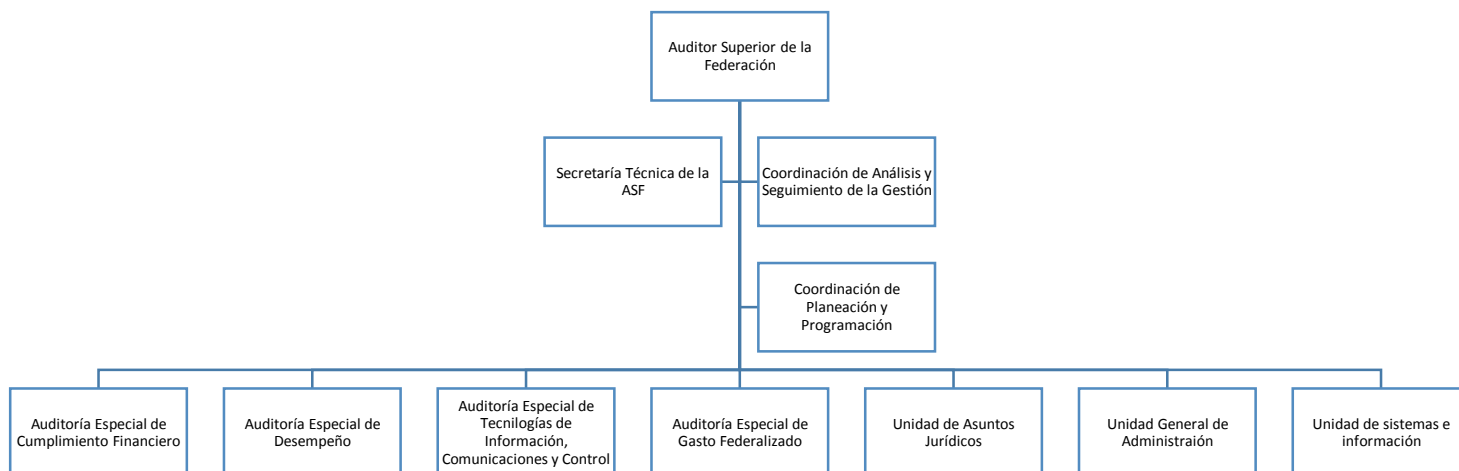 Auditor Superior de la
Federación
Secretaría Técnica de la
ASF
Coordinación de Análisis y
Seguimiento de la Gestión
Coordinación de
Planeación y
Programación
Auditoría Especial de
Cumplimiento Financiero
Auditoría Especial de
Desempeño
Auditoría Especial de
Tecnilogías de
Información,
Comunicaciones y Control
Auditoría Especial de
Gasto Federalizado
Unidad de Asuntos
Jurídicos
Unidad General de
Administraión
Unidad de sistemas e
información